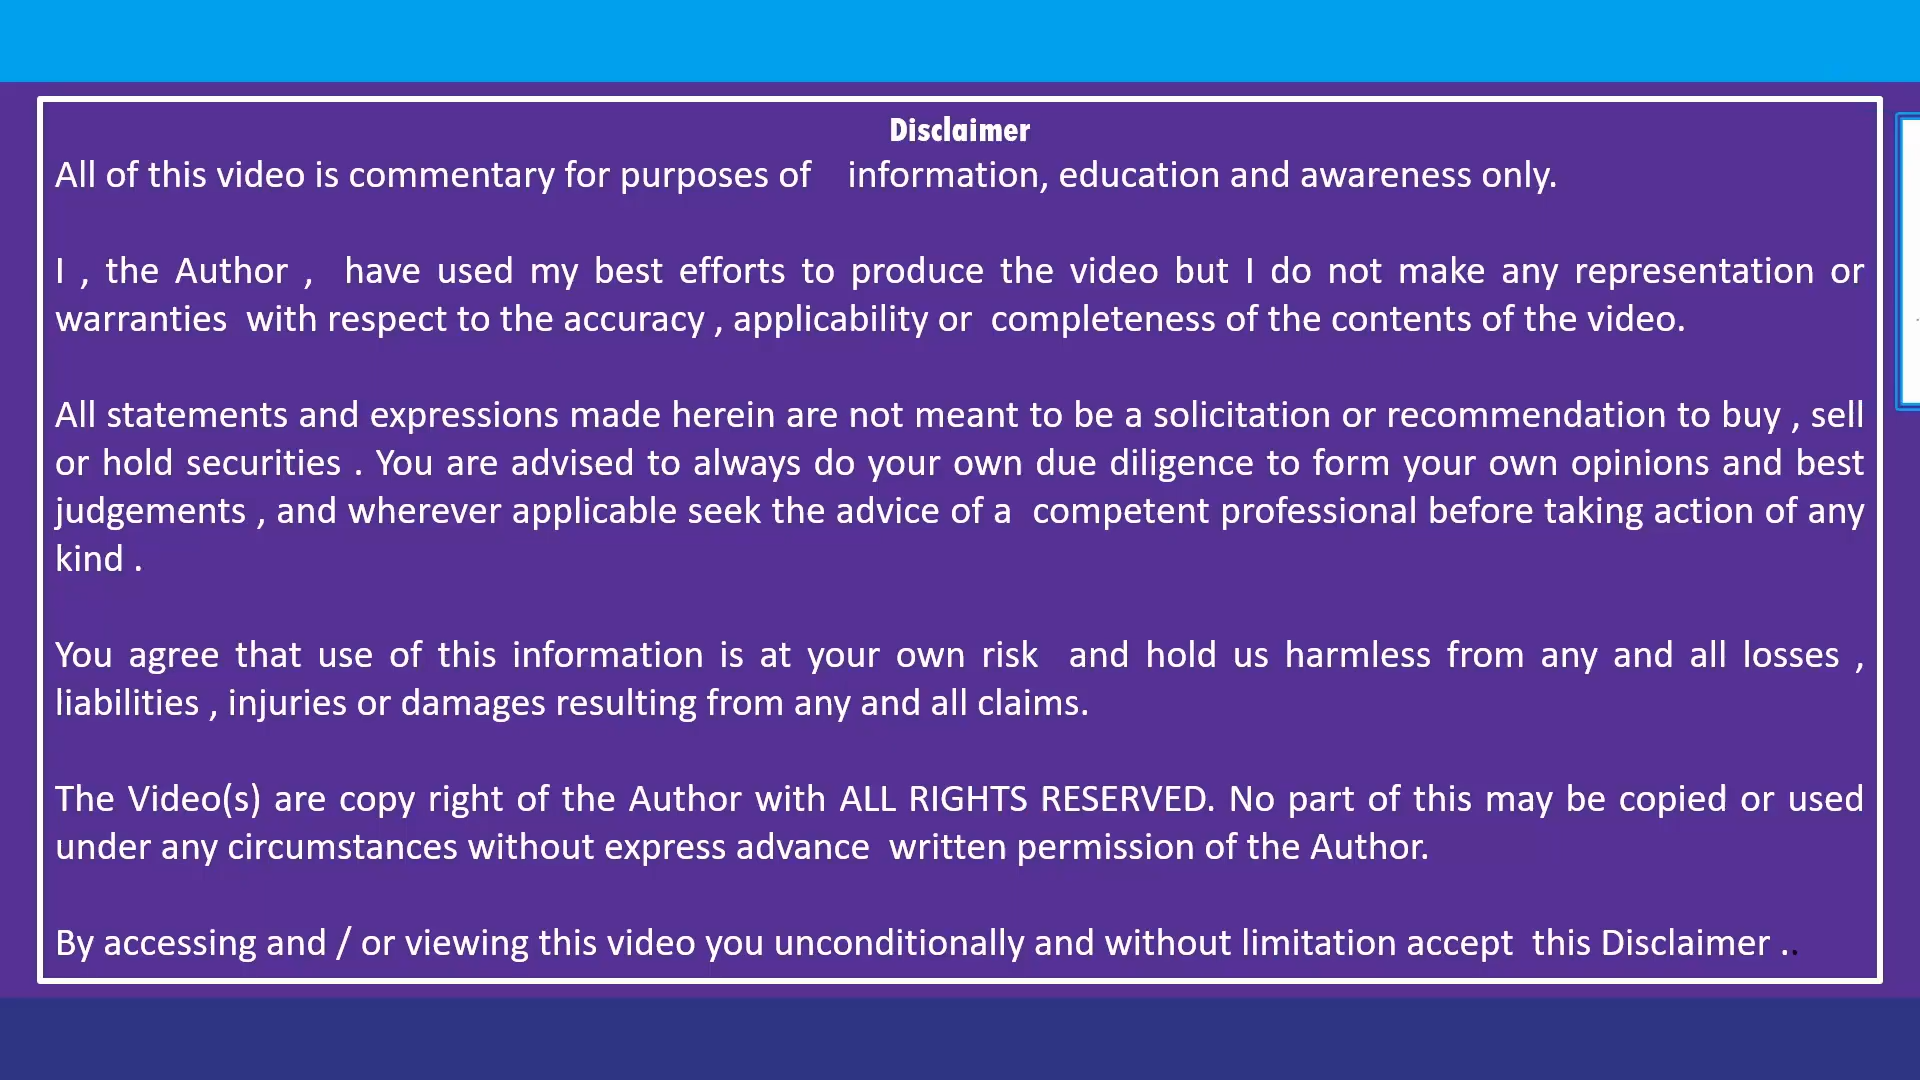 Disclaimer
All of this video is commentary for purposes of information, education and awareness only.
I , the Author , have used my best efforts to produce the video but I do not make any representation or
warranties with respect to the accuracy , applicability or completeness of the contents of the video.
All statements and expressions made herein are not meant to be a solicitation or recommendation to buy , sell
or hold securities . You are advised to always do your own due diligence to form your own opinions and best
judgements , and wherever applicable seek the advice of a competent professional before taking action of any
kind .
You agree that use of this information is at your own risk and hold us harmless from any and all losses ,
liabilities , injuries or damages resulting from any and all claims.
The Video(s) are copy right of the Author with ALL RIGHTS RESERVED. No part of this may be copied or used
under any circumstances without express advance written permission of the Author.
By accessing and / or viewing this video you unconditionally and without limitation accept this Disclaimer ..